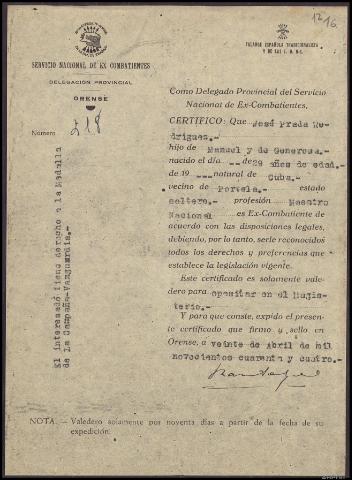 1216
FALANGE ESPAÑOLA TRADICIONALISTA
Y DE LAS J. O. N-S.
SERVICIO NACIONAL DE EX COMBATIENTES
DELEGACIÓN PROVINCIAL
ORENSE
Número 218
El interesado tiene derecho a la Medalla
de La Campaña-Vanguardia.-
Como Delegado Provincial del Servicio
Nacional de Ex-Combatientes,
CERTIFICO: Que José Prada Ro-
driguez.-
hijo de Manuel y de Generosa.-
nacido el día -- de 29 años de edad.-
de 19 --- natural de Cuba.-
vecino de Portela.- estado
soltero.- profesión Maestro
Nacional es Ex-Combatiente de
acuerdo con las disposiciones legales,
debiendo, por lo tanto, serle reconocidos
todos los derechos y preferencias que
establece la legislación vigente.
Este certificado es solamente vale-
dero para opositar en el Magis-
terio.-
Y para que conste, expido el presen-
te certificado que firmo y sello en
Orense, a veinte de Abril de mil
novecientos cuarenta y cuatro.-
NOTA. — Valedero solamente por noventa días a partir de la fecha de su
expedición.